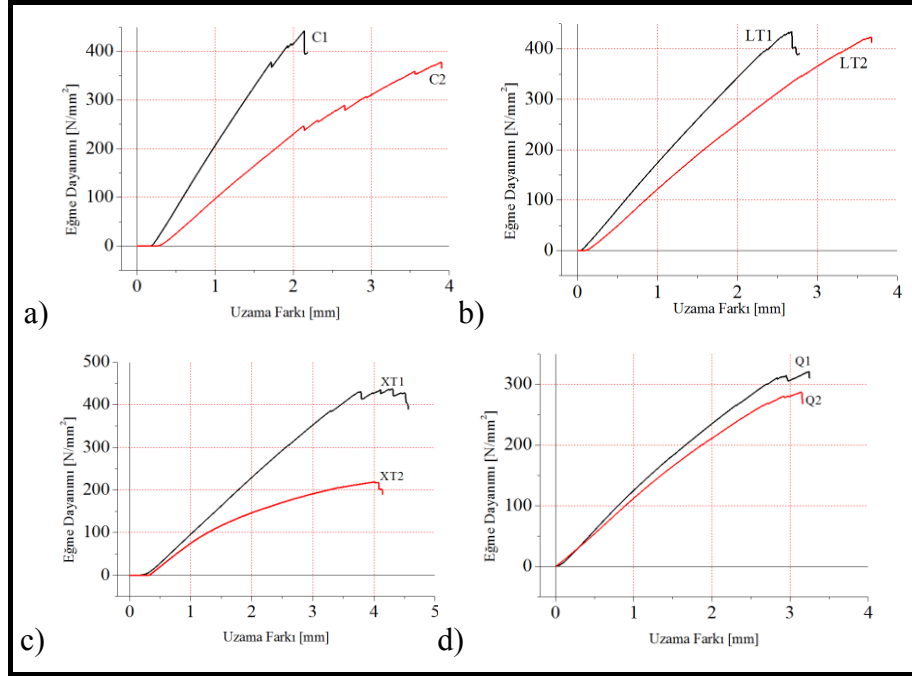 400
300
200
100
0
0
1
2
3
4
Eğme Dayanımı [N/mm²]
Uzama Farkı [mm]
C1
C2
a)
400
300
200
100
0
0
1
2
3
4
Eğme Dayanımı [N/mm²]
Uzama Farkı [mm]
LT1
LT2
b)
500
400
300
200
100
0
0
1
2
3
4
5
Eğme Dayanımı [N/mm²]
Uzama Farkı [mm]
XT1
XT2
c)
300
200
100
0
0
1
2
3
4
Eğme Dayanımı [N/mm²]
Uzama Farkı [mm]
Q1
Q2
d)